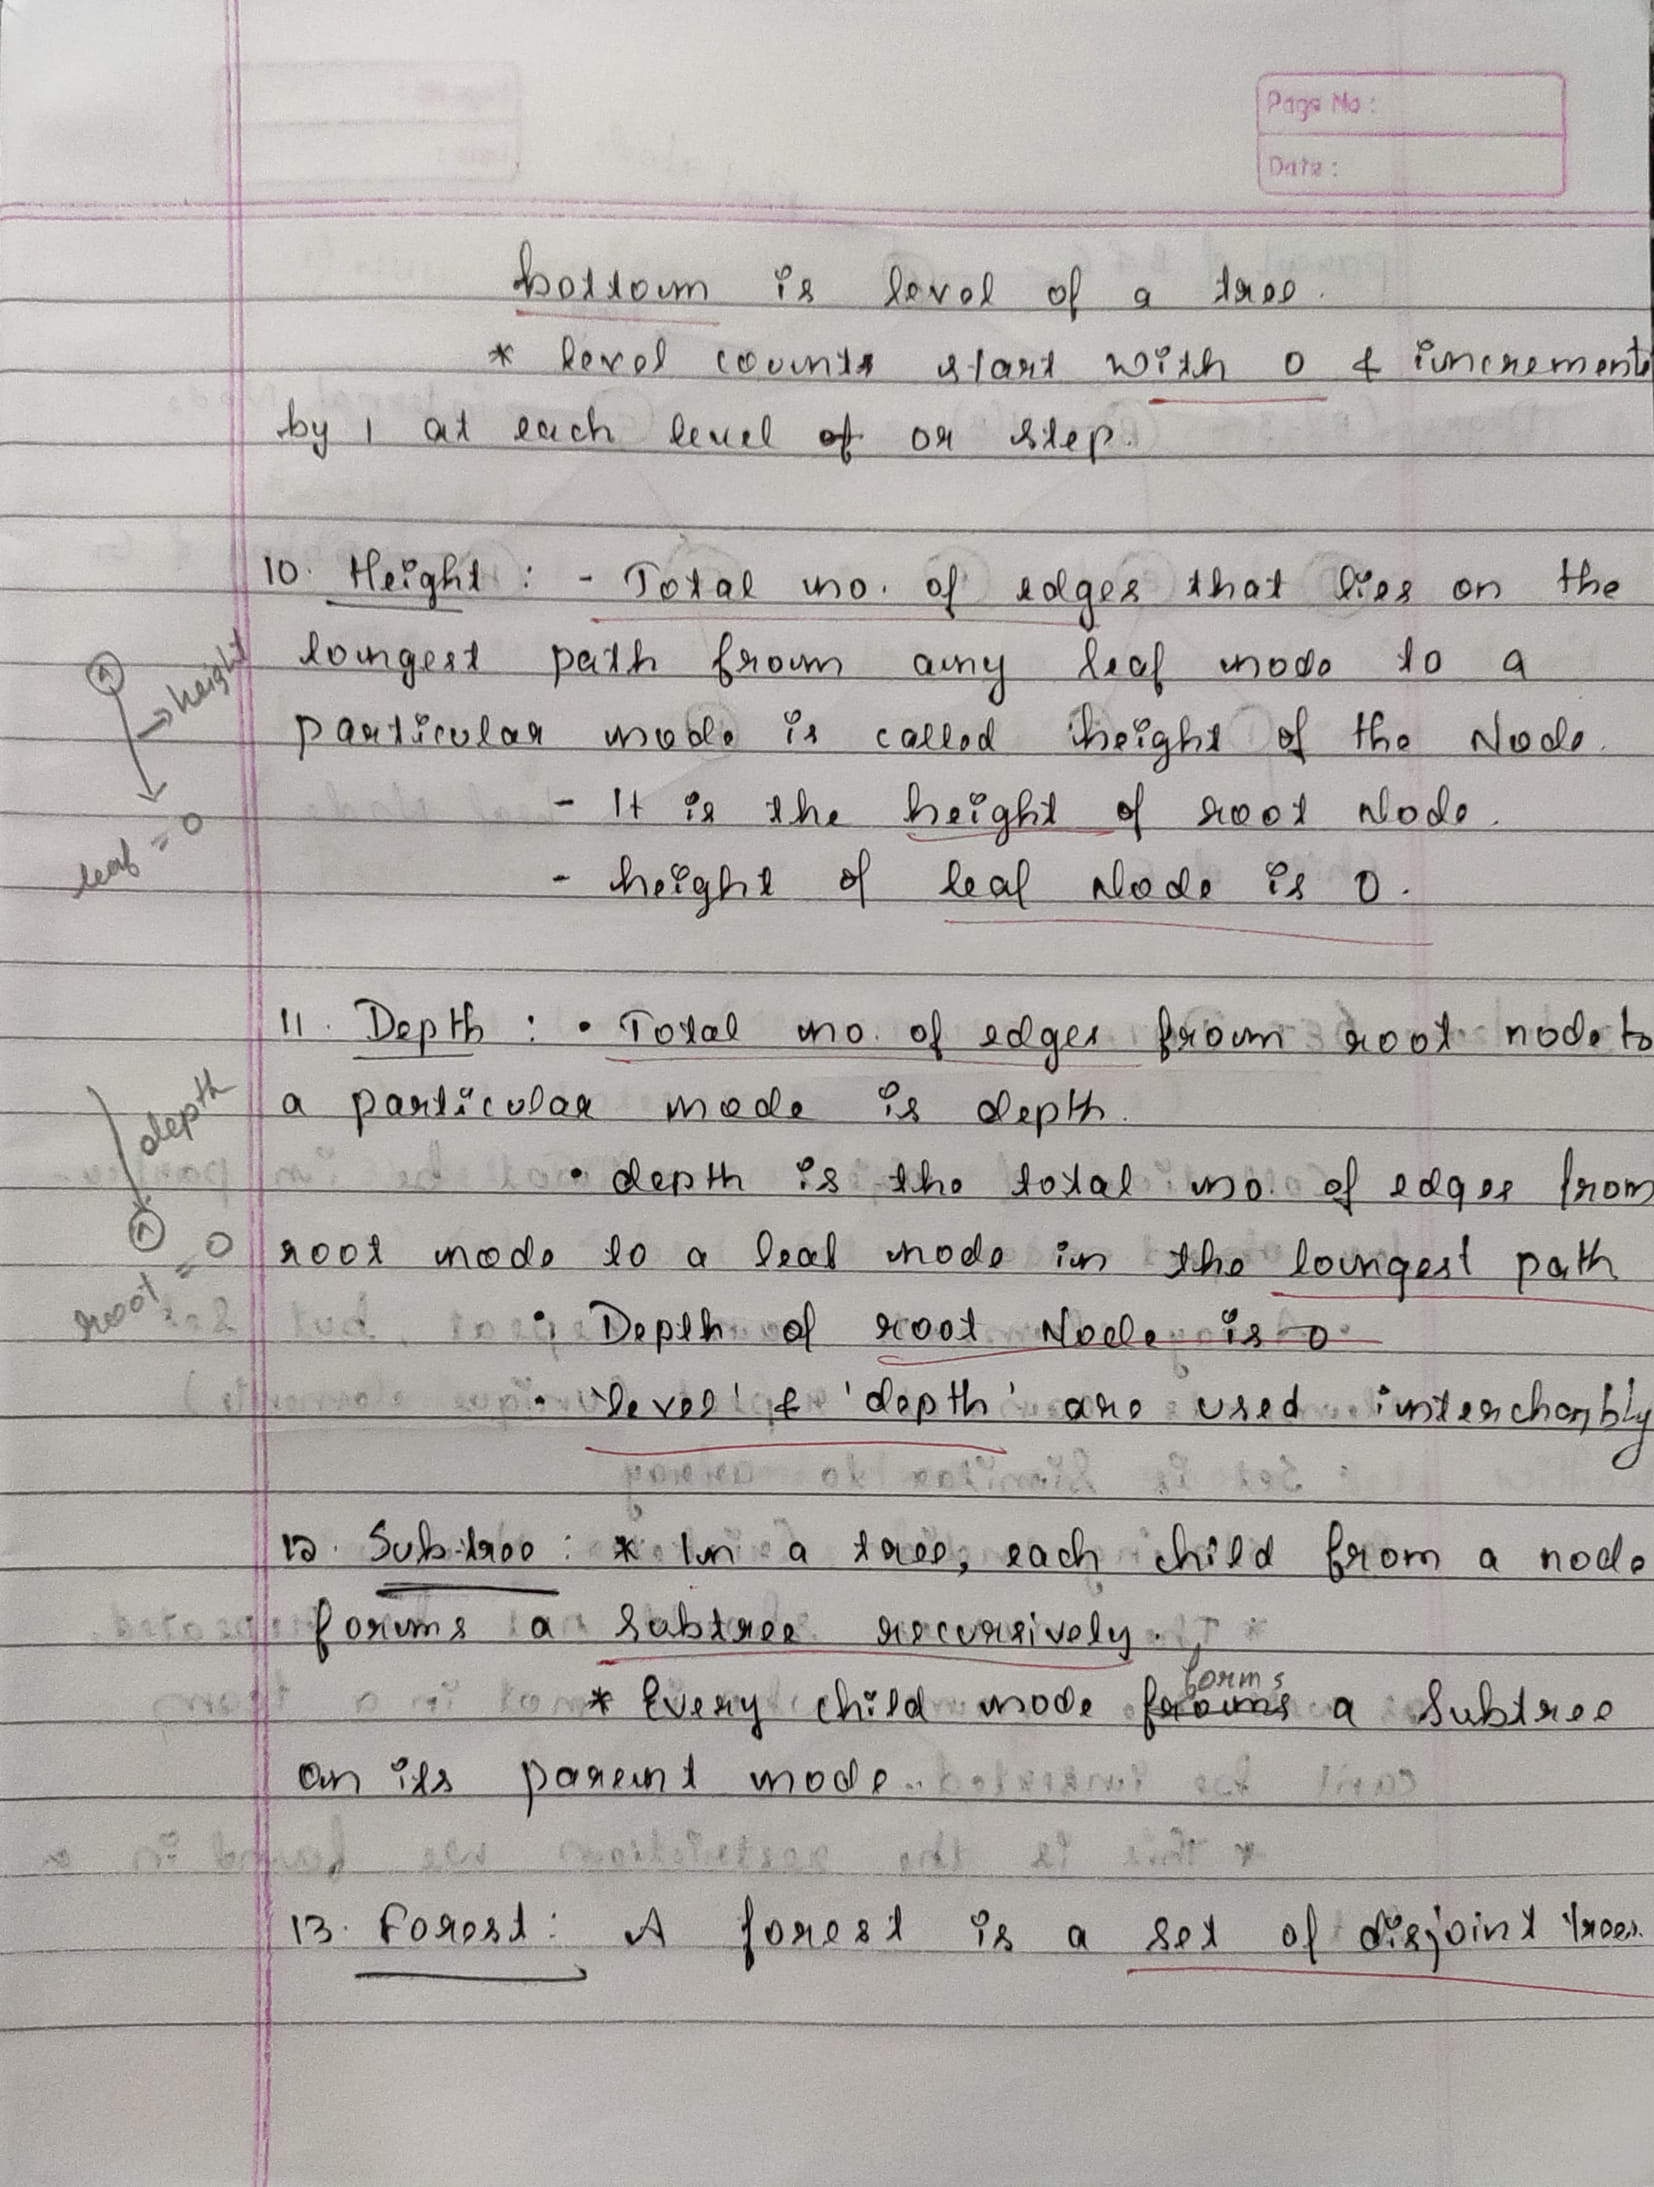 Page No :
Date :
bottom is level of a tree.
* level counts start with 0 & increments
by 1 at each level of or step.
10. Height : - Total no. of edges that lies on the
longest path from any leaf node to a
particular node is called height of the Node.
- It is the height of root Node.
- height of leaf Node is 0.
→ height
leaf = 0
11. Depth : • Total no. of edges from root node to
a particular node is depth.
• depth is the total no. of edges from
root node to a leaf node in the longest path
• Depth of root Node is 0
• 'level' & 'depth' are used interchanbly
depth
root = 0
12. Subtree : * In a tree, each child from a node
forms a subtree recursively.
* Every child node froms forms a Subtree
on its parent node.
13. Forest : A forest is a set of disjoint trees.